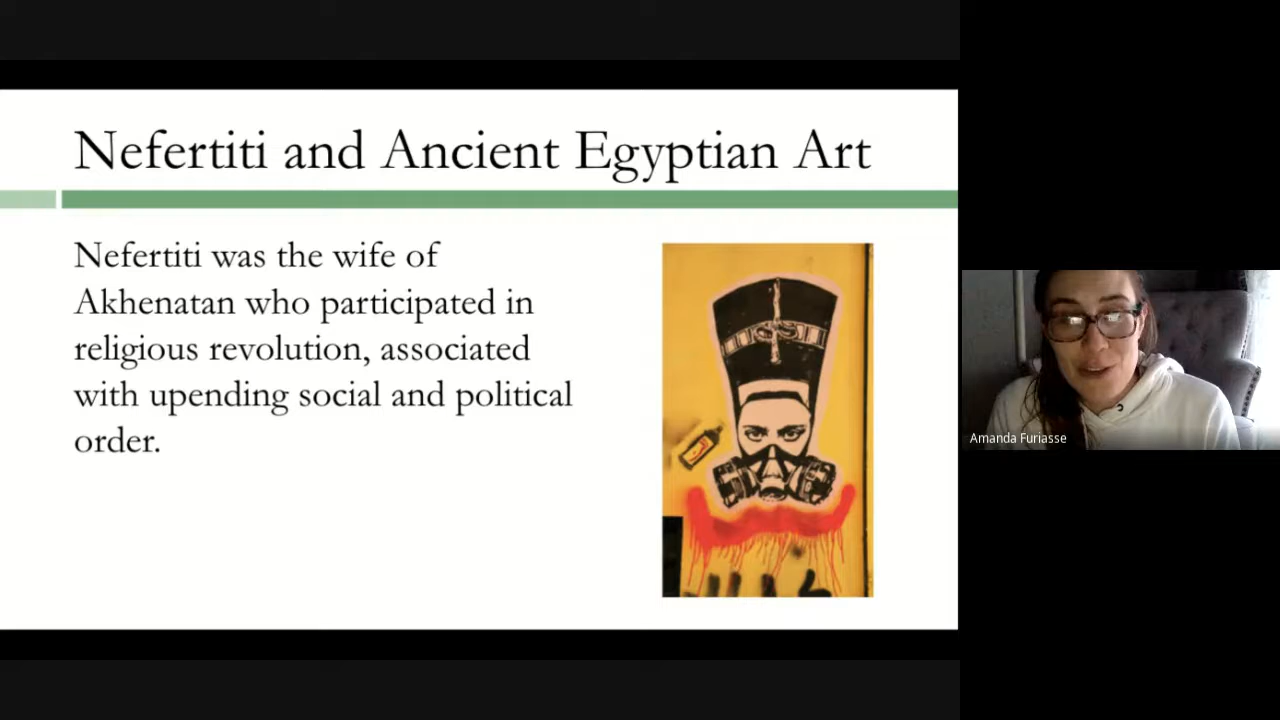 Nefertiti and Ancient Egyptian Art
Nefertiti was the wife of
Akhenatan who participated in
religious revolution, associated
with upending social and political
order.
Amanda Furiasse